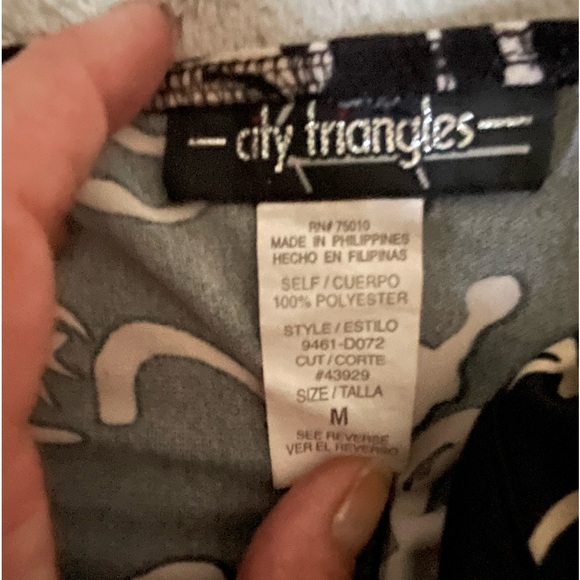 city triangles
RN# 75010
MADE IN PHILIPPINES
HECHO EN FILIPINAS
SELF / CUERPO
100% POLYESTER
STYLE / ESTILO
9461-D072
CUT / CORTE
#43929
SIZE / TALLA
M
SEE REVERSE
VER EL REVERSO